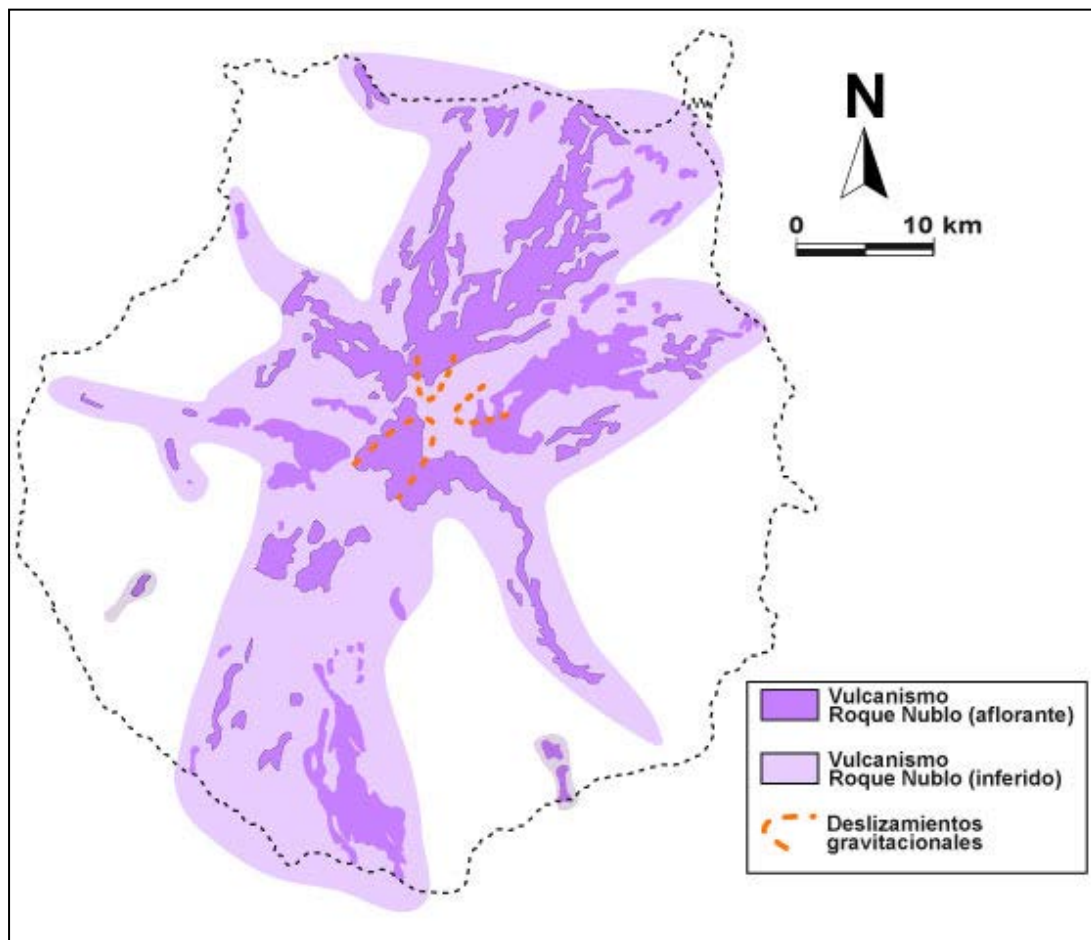 N
0 10 km
Vulcanismo
Roque Nublo (aflorante)
Vulcanismo
Roque Nublo (inferido)
Deslizamientos
gravitacionales